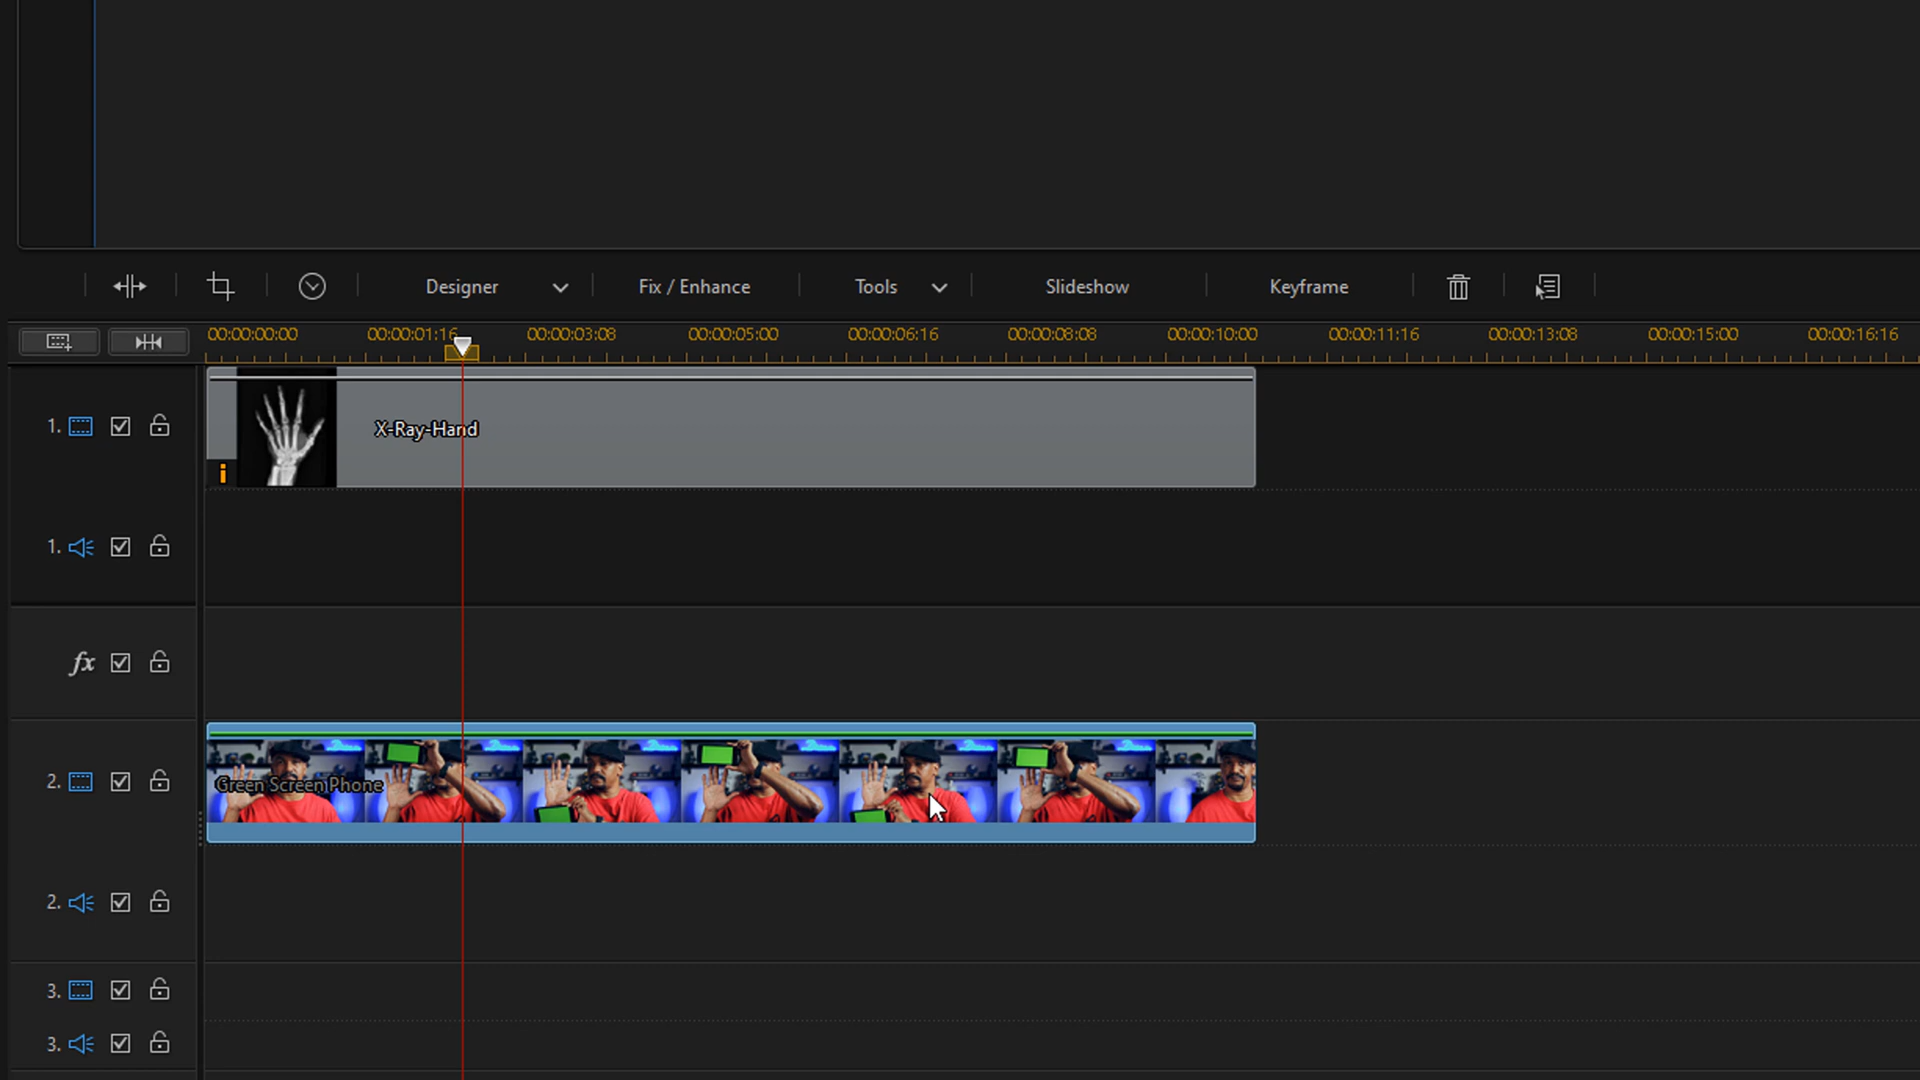 Designer Fix / Enhance Tools Slideshow Keyframe
00:00:00:00 00:00:01:16 00:00:03:08 00:00:05:00 00:00:06:16 00:00:08:08 00:00:10:00 00:00:11:16 00:00:13:08 00:00:15:00 00:00:16:16
1. X-Ray-Hand
i
1.
fx
2. Green Screen Phone
2.
3.
3.